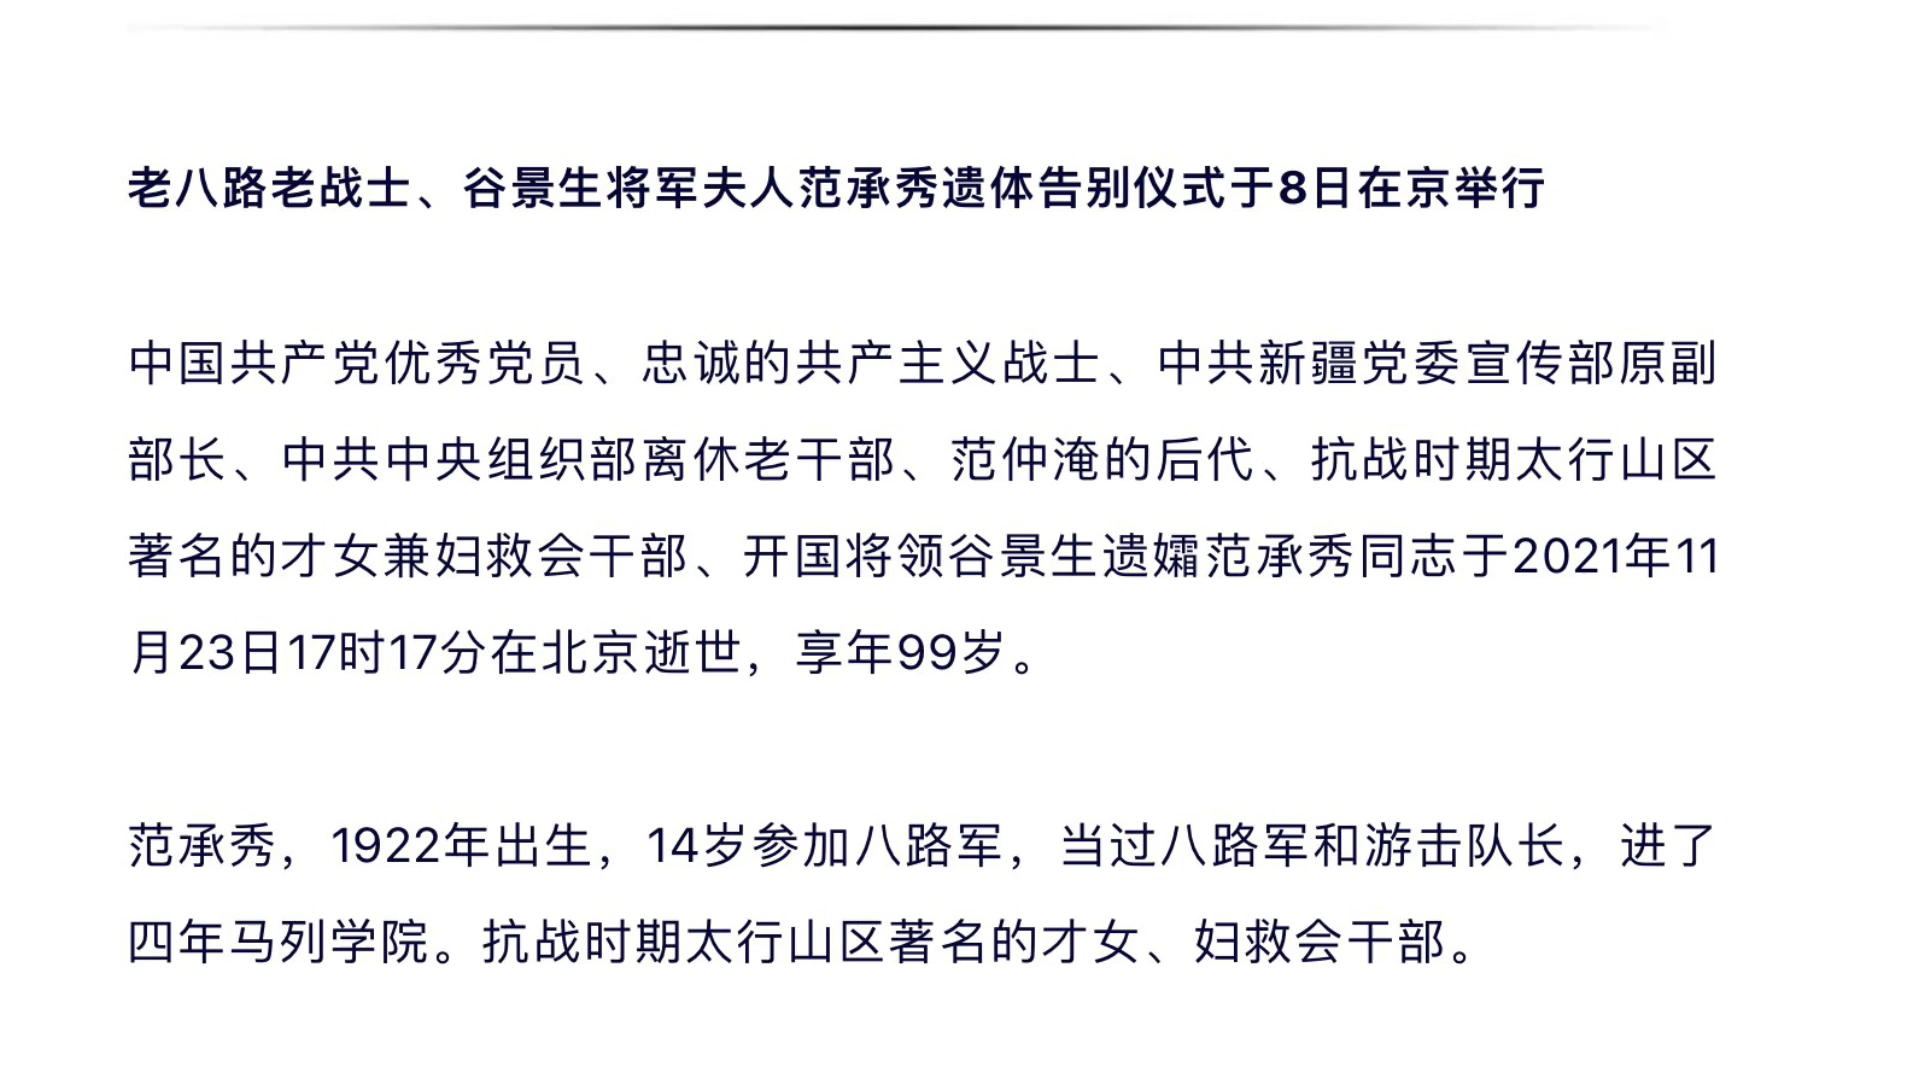 老八路老战士、谷景生将军夫人范承秀遗体告别仪式于8日在京举行
中国共产党优秀党员、忠诚的共产主义战士、中共新疆党委宣传部原副
部长、中共中央组织部离休老干部、范仲淹的后代、抗战时期太行山区
著名的才女兼妇救会干部、开国将领谷景生遗孀范承秀同志于2021年11
月23日17时17分在北京逝世，享年99岁。
范承秀，1922年出生，14岁参加八路军，当过八路军和游击队长，进了
四年马列学院。抗战时期太行山区著名的才女、妇救会干部。